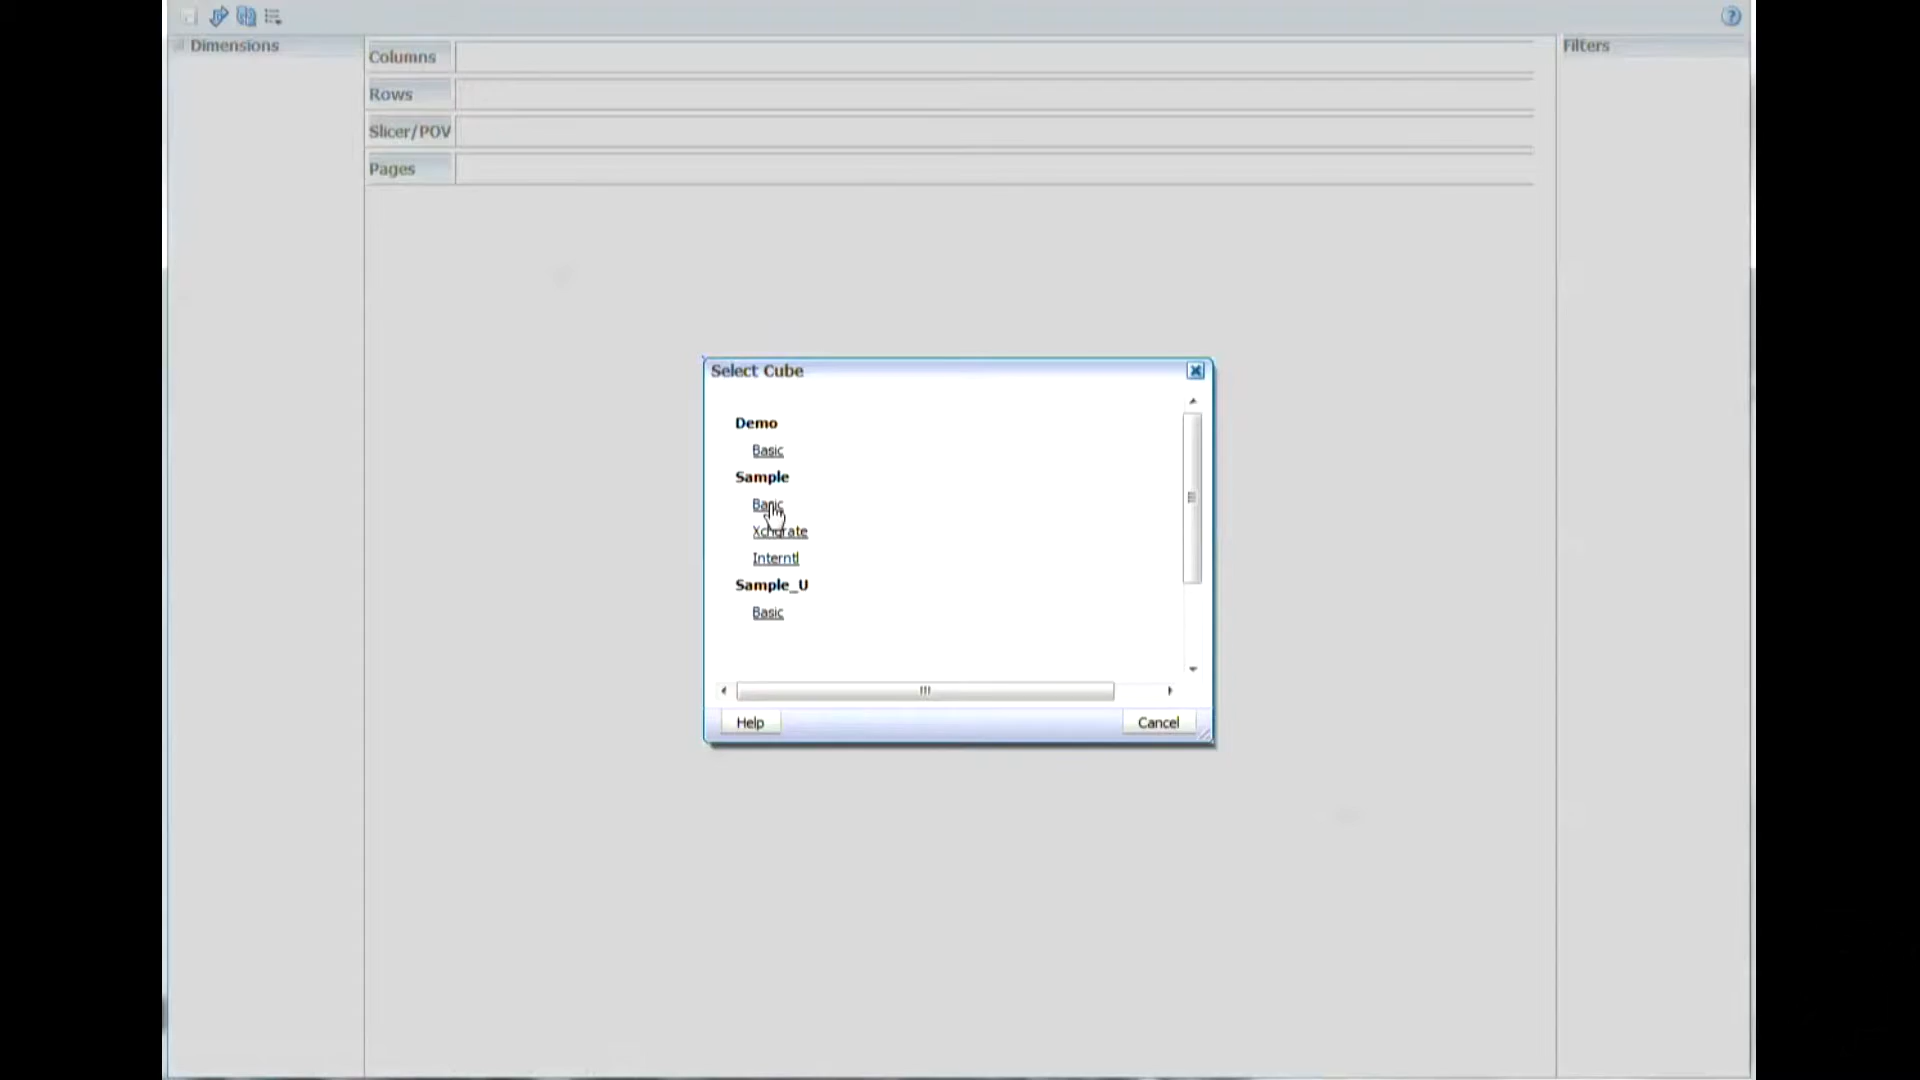 Dimensions
Columns
Rows
Slicer/POV
Pages
Filters
Select Cube
Demo
Basic
Sample
Basic
Xchgrate
Interntl
Sample_U
Basic
Help
Cancel